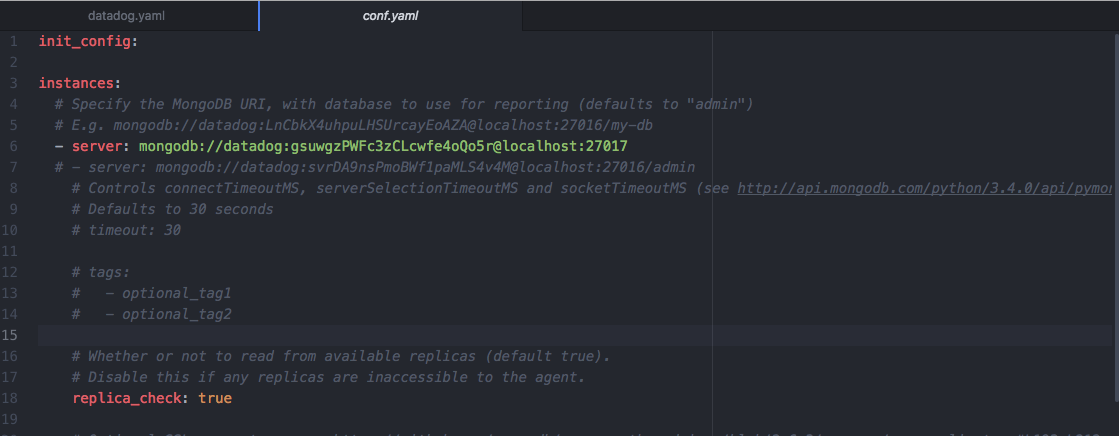 datadog.yaml conf.yaml
1 init_config:
2
3 instances:
4 # Specify the MongoDB URI, with database to use for reporting (defaults to "admin")
5 # E.g. mongodb://datadog:LnCbkX4uhpuLHSUrcayEoAZA@localhost:27016/my-db
6 - server: mongodb://datadog:gsuwgzPWFc3zCLcwfe4oQo5r@localhost:27017
7 # - server: mongodb://datadog:svrDA9nsPmoBWf1paMLS4v4M@localhost:27016/admin
8 # Controls connectTimeoutMS, serverSelectionTimeoutMS and socketTimeoutMS (see http://api.mongodb.com/python/3.4.0/api/pymon
9 # Defaults to 30 seconds
10 # timeout: 30
11
12 # tags:
13 # - optional_tag1
14 # - optional_tag2
15
16 # Whether or not to read from available replicas (default true).
17 # Disable this if any replicas are inaccessible to the agent.
18 replica_check: true
19